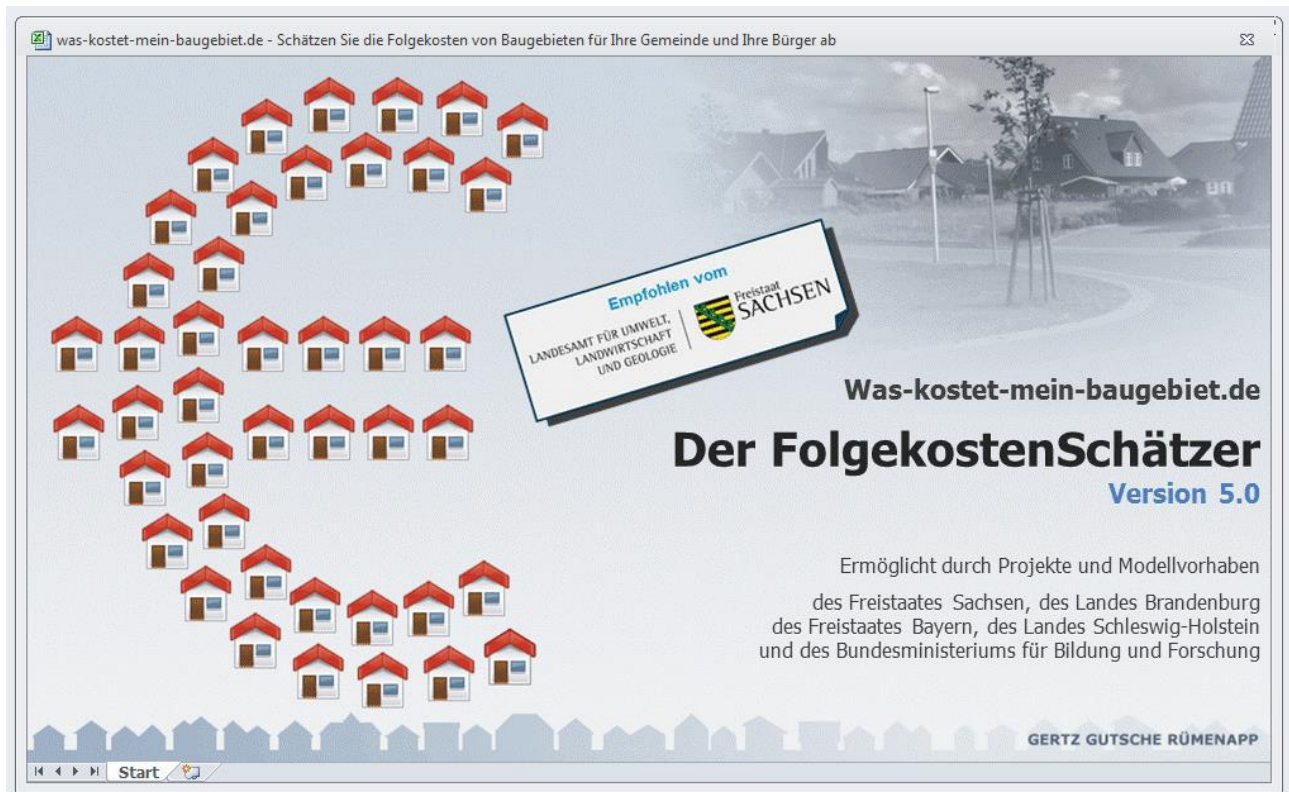 was-kostet-mein-baugebiet.de - Schätzen Sie die Folgekosten von Baugebieten für Ihre Gemeinde und Ihre Bürger ab
Empfohlen vom
LANDESAMT FÜR UMWELT,
LANDWIRTSCHAFT
UND GEOLOGIE
Freistaat
SACHSEN
Was-kostet-mein-baugebiet.de
Der FolgekostenSchätzer
Version 5.0
Ermöglicht durch Projekte und Modellvorhaben
des Freistaates Sachsen, des Landes Brandenburg
des Freistaates Bayern, des Landes Schleswig-Holstein
und des Bundesministeriums für Bildung und Forschung
GERTZ GUTSCHE RÜMENAPP
Start